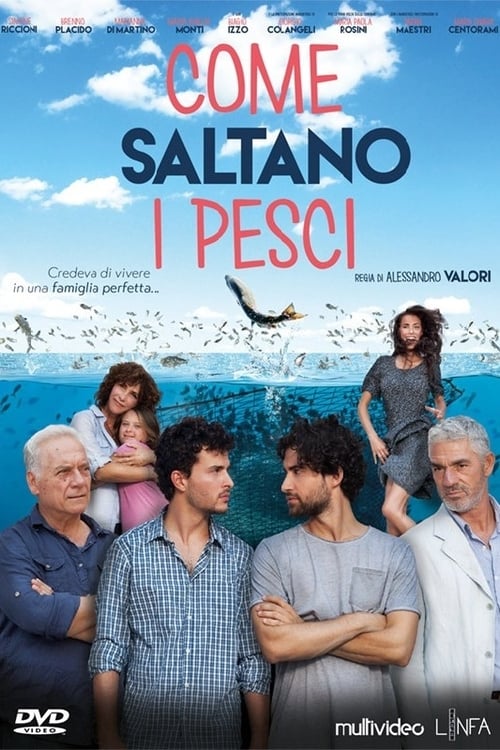 RICCIONI PLACIDO DI MARTINO MONTI IZZO COLANGELI ROSINI MAESTRI CENTORAMI
COME
SALTANO
I PESCI
Credeva di vivere
in una famiglia perfetta...
REGIA DI ALESSANDRO VALORI
DVD
VIDEO
multivideo LINFA